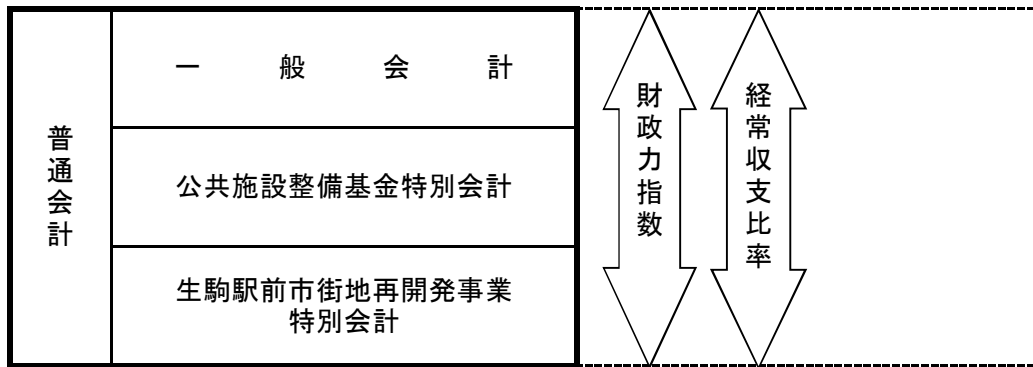 普通会計
一般会計
公共施設整備基金特別会計
生駒駅前市街地再開発事業
特別会計
財政力指数
経常収支比率